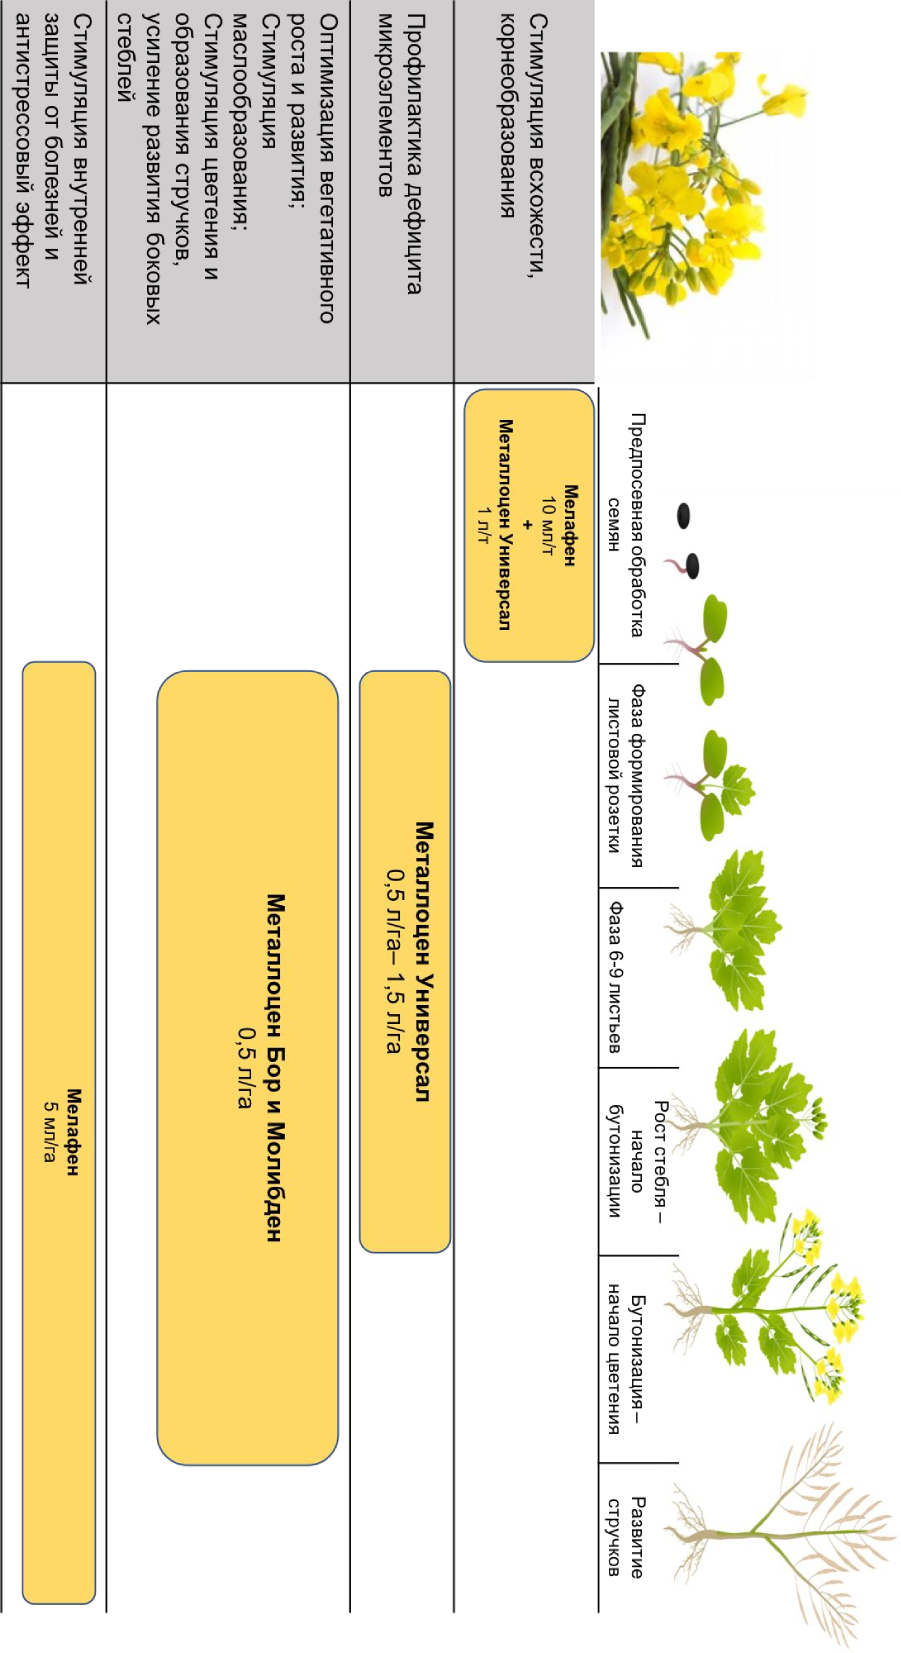 Предпосевная обработка
семян
Фаза формирования
листовой розетки
Фаза 6-9 листьев
Рост стебля –
начало
бутонизации
Бутонизация –
начало цветения
Развитие
стручков
Стимуляция всхожести,
корнеобразования
Мелафен
10 мл/т
+
Металлоцен Универсал
1 л/т
Профилактика дефицита
микроэлементов
Металлоцен Универсал
0,5 л/га– 1,5 л/га
Оптимизация вегетативного
роста и развития;
Стимуляция
маслообразования;
Стимуляция цветения и
образования стручков,
усиление развития боковых
стеблей
Металлоцен Бор и Молибден
0,5 л/га
Стимуляция внутренней
защиты от болезней и
антистрессовый эффект
Мелафен
5 мл/га